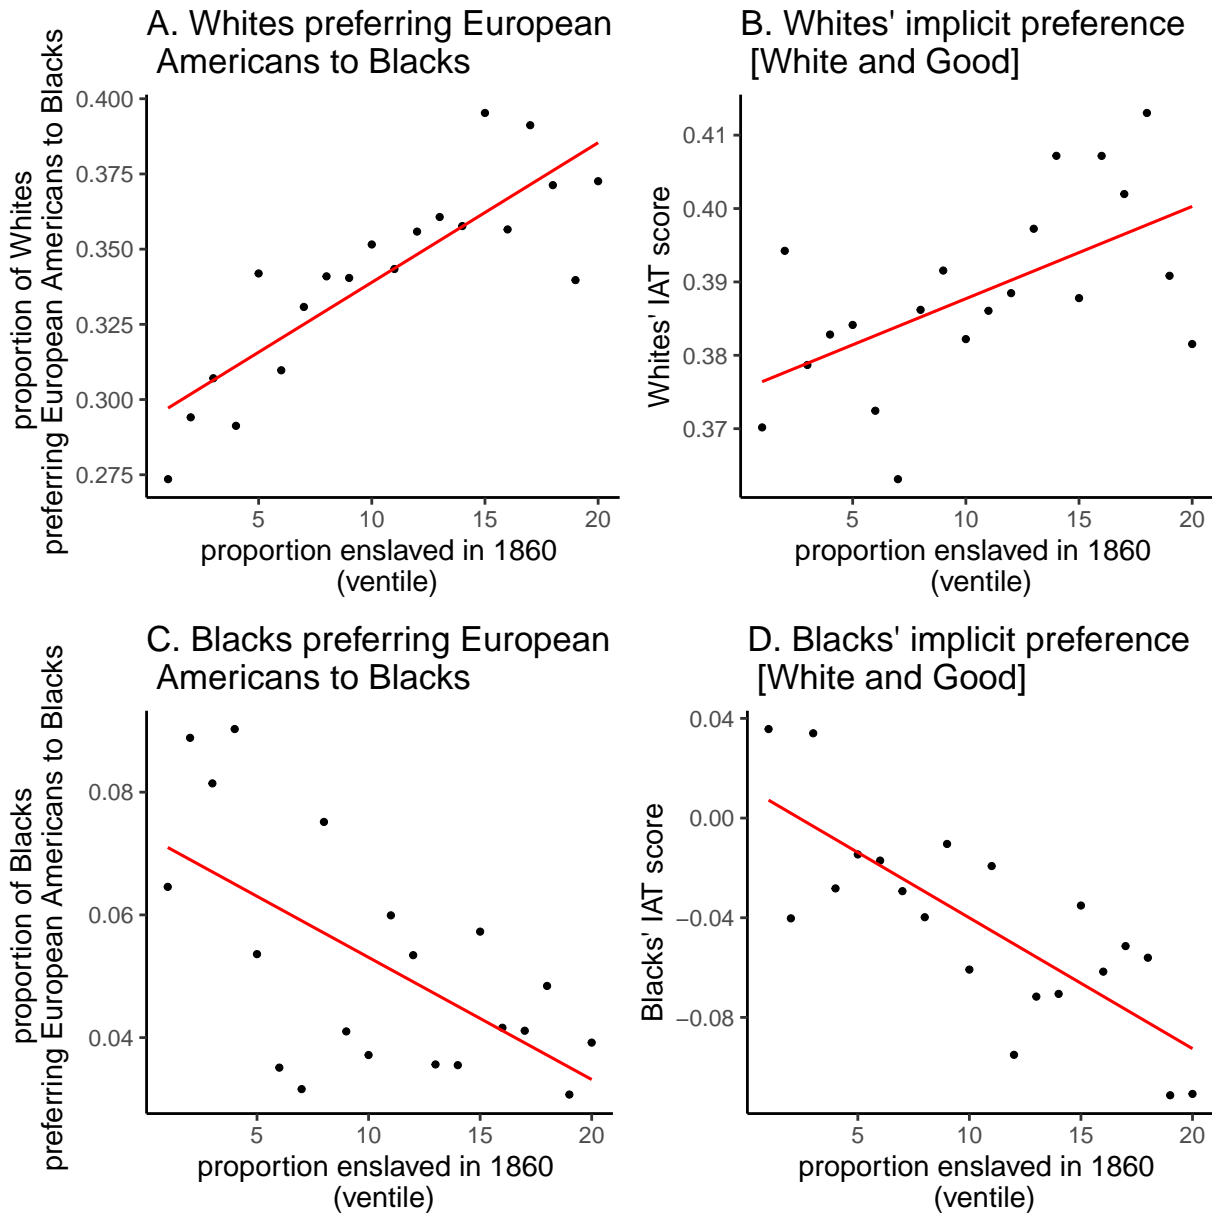 A. Whites preferring European
Americans to Blacks
proportion of Whites
preferring European Americans to Blacks
0.400
0.375
0.350
0.325
0.300
0.275
5
10
15
20
proportion enslaved in 1860
(ventile)
B. Whites' implicit preference
[White and Good]
Whites' IAT score
0.41
0.40
0.39
0.38
0.37
5
10
15
20
proportion enslaved in 1860
(ventile)
C. Blacks preferring European
Americans to Blacks
proportion of Blacks
preferring European Americans to Blacks
0.08
0.06
0.04
5
10
15
20
proportion enslaved in 1860
(ventile)
D. Blacks' implicit preference
[White and Good]
Blacks' IAT score
0.04
0.00
−0.04
−0.08
5
10
15
20
proportion enslaved in 1860
(ventile)